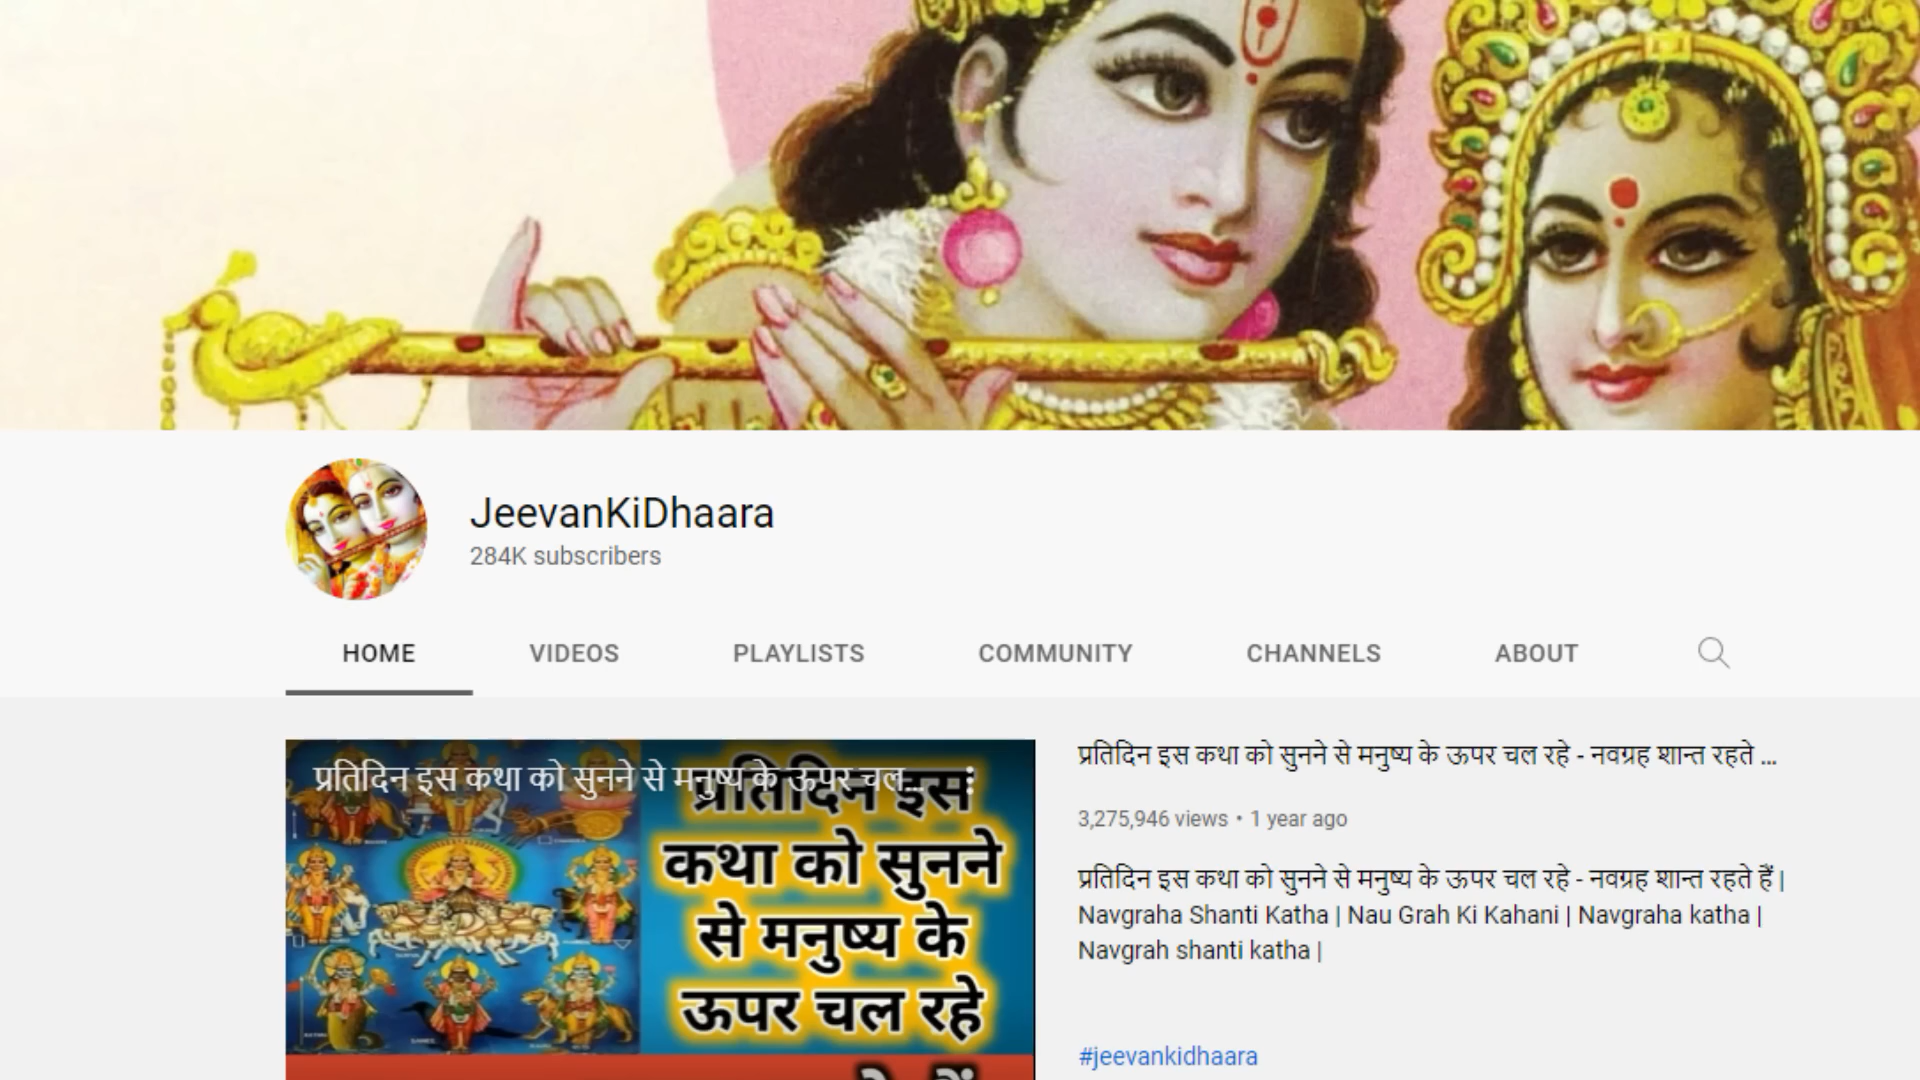 JeevanKiDhaara
284K subscribers
HOME VIDEOS PLAYLISTS COMMUNITY CHANNELS ABOUT
प्रतिदिन इस कथा को सुनने से मनुष्य के ऊपर चल...
प्रतिदिन इस
कथा को सुनने
से मनुष्य के
ऊपर चल रहे
प्रतिदिन इस कथा को सुनने से मनुष्य के ऊपर चल रहे - नवग्रह शान्त रहते ...
3,275,946 views • 1 year ago
प्रतिदिन इस कथा को सुनने से मनुष्य के ऊपर चल रहे - नवग्रह शान्त रहते हैं |
Navgraha Shanti Katha | Nau Grah Ki Kahani | Navgraha katha |
Navgrah shanti katha |
#jeevankidhaara